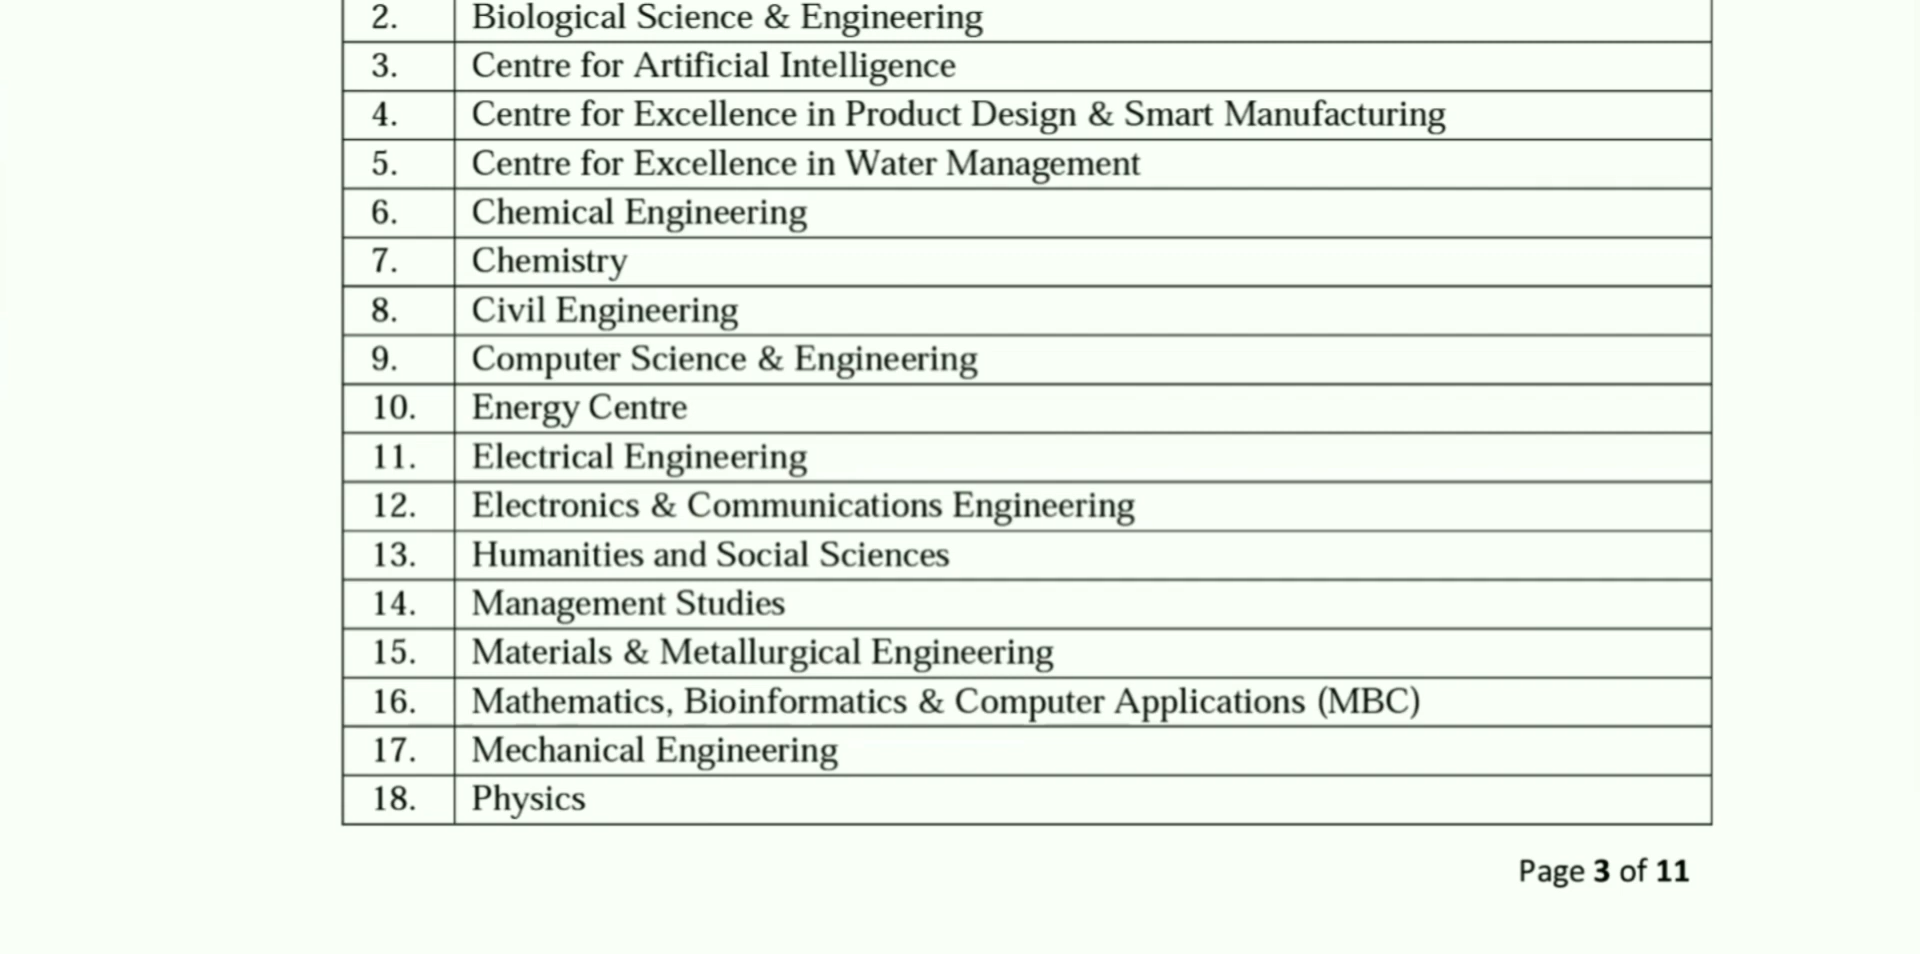 2. Biological Science & Engineering
3. Centre for Artificial Intelligence
4. Centre for Excellence in Product Design & Smart Manufacturing
5. Centre for Excellence in Water Management
6. Chemical Engineering
7. Chemistry
8. Civil Engineering
9. Computer Science & Engineering
10. Energy Centre
11. Electrical Engineering
12. Electronics & Communications Engineering
13. Humanities and Social Sciences
14. Management Studies
15. Materials & Metallurgical Engineering
16. Mathematics, Bioinformatics & Computer Applications (MBC)
17. Mechanical Engineering
18. Physics
Page 3 of 11